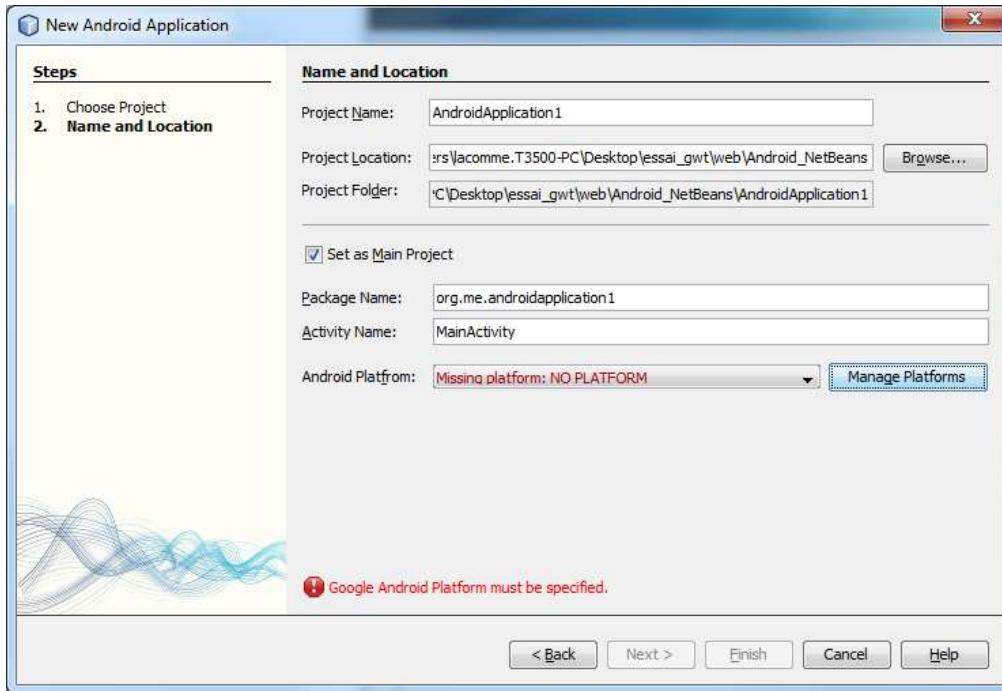 New Android Application
Steps
1. Choose Project
2. Name and Location
Name and Location
Project Name: AndroidApplication1
Project Location: :rs\lacomme.T3500-PC\Desktop\essai_gwt\web\Android_NetBeans Browse...
Project Folder: 'C\Desktop\essai_gwt\web\Android_NetBeans\AndroidApplication1
Set as Main Project
Package Name: org.me.androidapplication1
Activity Name: MainActivity
Android Platfrom: Missing platform: NO PLATFORM Manage Platforms
Google Android Platform must be specified.
< Back Next > Finish Cancel Help